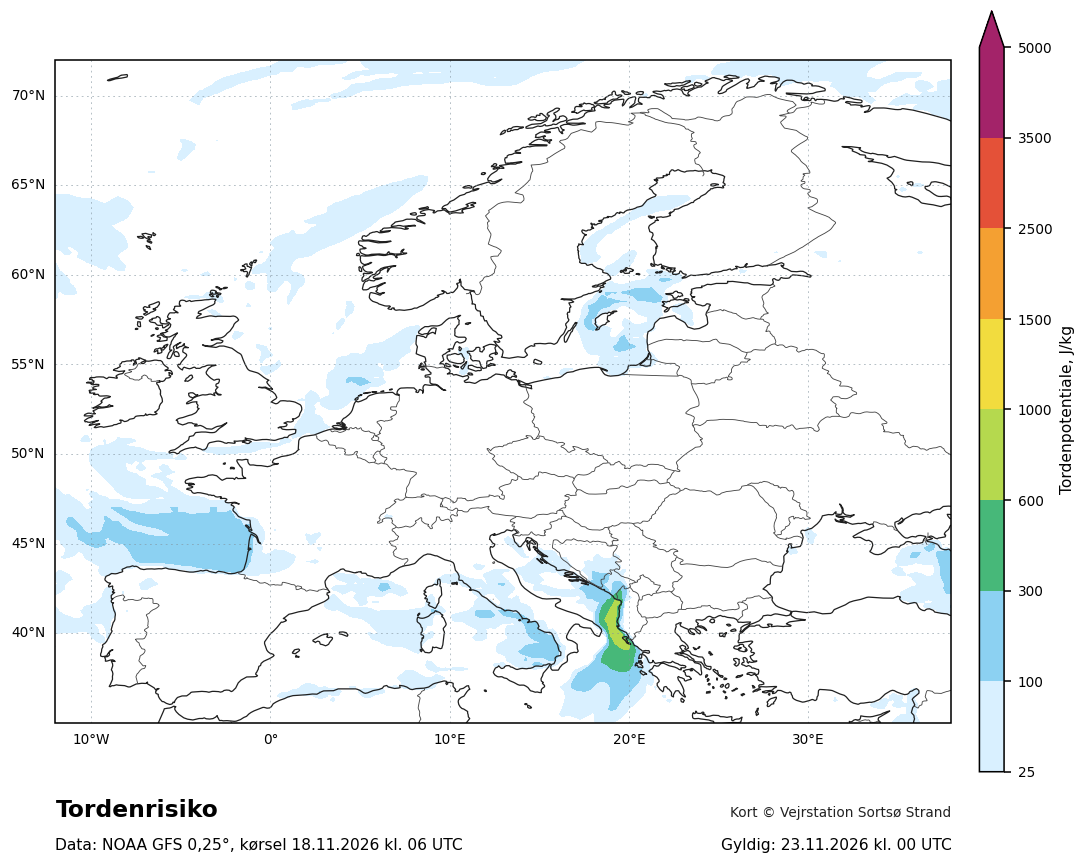 70°N
65°N
60°N
55°N
50°N
45°N
40°N
10°W
0°
10°E
20°E
30°E
5000
3500
2500
1500
1000
600
300
100
25
Tordenpotentiale, J/kg
Tordenrisiko
Kort © Vejrstation Sortsø Strand
Data: NOAA GFS 0,25°, kørsel 18.11.2026 kl. 06 UTC
Gyldig: 23.11.2026 kl. 00 UTC